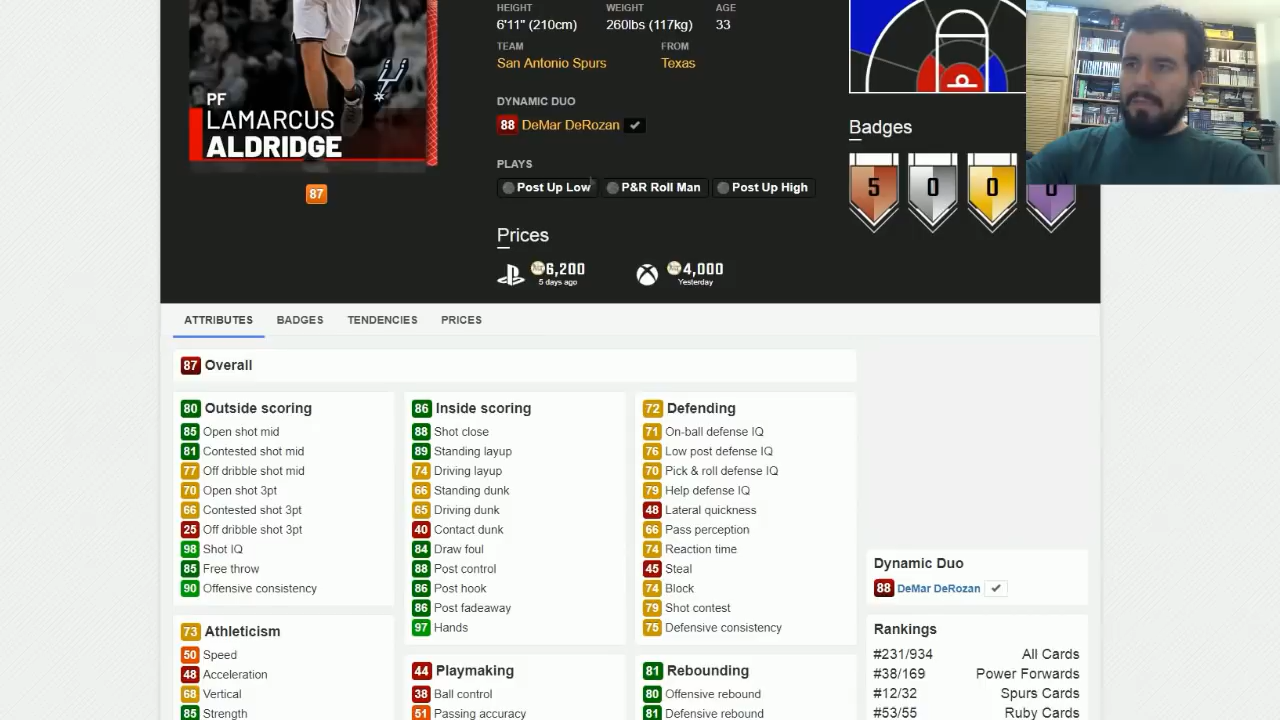 HEIGHT WEIGHT AGE
6'11" (210cm) 260lbs (117kg) 33
TEAM FROM
San Antonio Spurs Texas
DYNAMIC DUO
88 DeMar DeRozan
PLAYS
Post Up Low P&R Roll Man Post Up High
Prices
6,200 4,000
5 days ago Yesterday
PF
LAMARCUS
ALDRIDGE
87
Badges
5 0 0 0
ATTRIBUTES BADGES TENDENCIES PRICES
87 Overall
80 Outside scoring
85 Open shot mid
81 Contested shot mid
77 Off dribble shot mid
70 Open shot 3pt
66 Contested shot 3pt
25 Off dribble shot 3pt
98 Shot IQ
85 Free throw
90 Offensive consistency
73 Athleticism
50 Speed
48 Acceleration
68 Vertical
85 Strength
86 Inside scoring
88 Shot close
89 Standing layup
74 Driving layup
66 Standing dunk
65 Driving dunk
40 Contact dunk
84 Draw foul
88 Post control
86 Post hook
86 Post fadeaway
97 Hands
44 Playmaking
38 Ball control
51 Passing accuracy
72 Defending
71 On-ball defense IQ
76 Low post defense IQ
70 Pick & roll defense IQ
79 Help defense IQ
48 Lateral quickness
66 Pass perception
74 Reaction time
45 Steal
74 Block
79 Shot contest
75 Defensive consistency
81 Rebounding
80 Offensive rebound
81 Defensive rebound
Dynamic Duo
88 DeMar DeRozan
Rankings
#231/934 All Cards
#38/169 Power Forwards
#12/32 Spurs Cards
#53/55 Ruby Cards